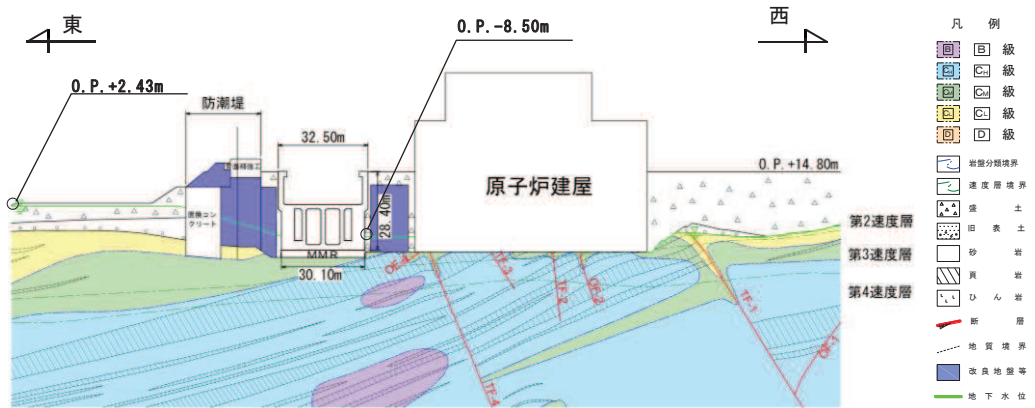 東
西
O.P.-8.50m
O.P.+2.43m
防潮堤
32.50m
O.P.+14.80m
原子炉建屋
置換コン
クリート
28.40m
MMR
30.10m
第2速度層
第3速度層
第4速度層
TF-3
TF-2
OF-2
TF-1
TF-4
凡 例
B B 級
CH CH 級
CM CM 級
CL CL 級
D D 級
岩盤分類境界
速度層境界
盛 土
旧 表 土
砂 岩
頁 岩
ひ ん 岩
断 層
地 質 境 界
改 良 地 盤 等
地 下 水 位